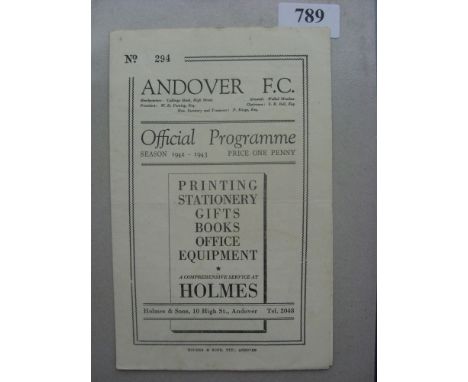 789
Nº 294
ANDOVER F.C.
Official Programme
SEASON 1942 - 1943 PRICE ONE PENNY
PRINTING
STATIONERY
GIFTS
BOOKS
OFFICE
EQUIPMENT
A COMPREHENSIVE SERVICE AT
HOLMES
Holmes & Sons, 10 High St., Andover Tel. 2048